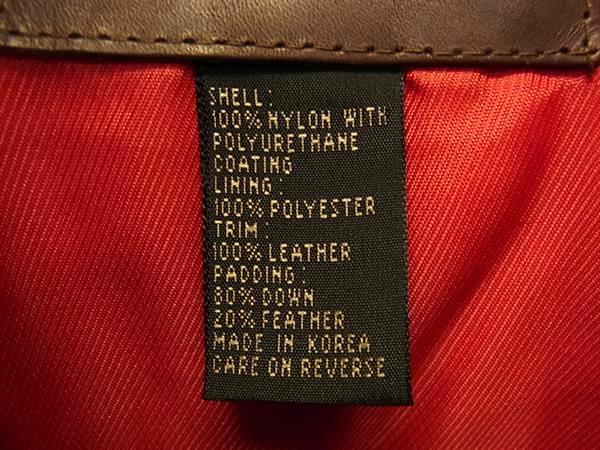 SHELL:
100% NYLON WITH
POLYURETHANE
COATING
LINING:
100% POLYESTER
TRIM:
100% LEATHER
PADDING:
80% DOWN
20% FEATHER
MADE IN KOREA
CARE ON REVERSE